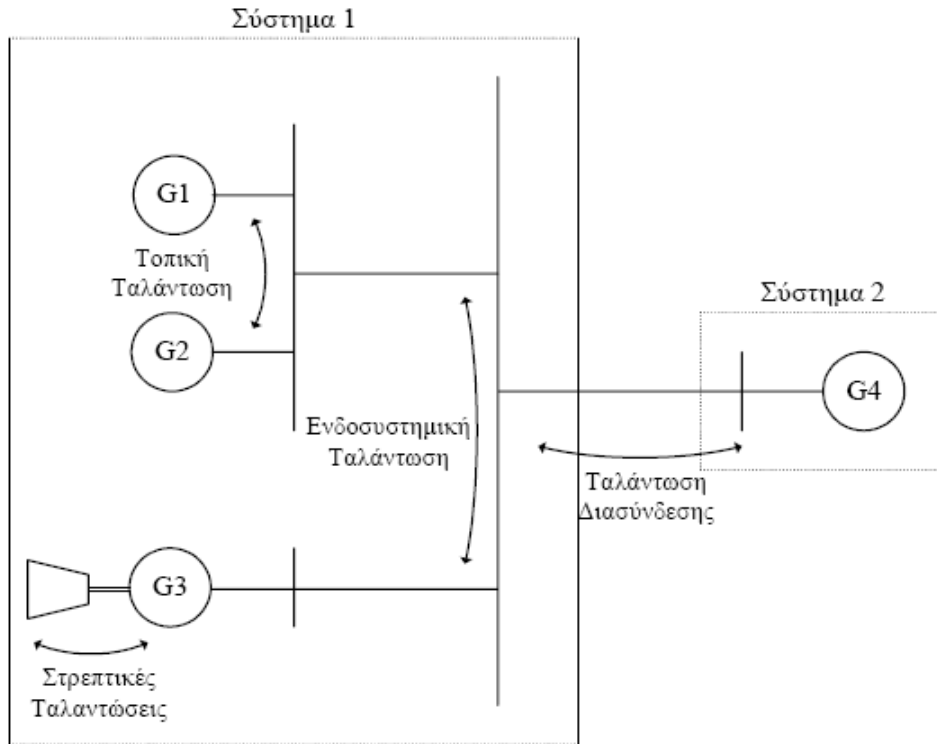 Σύστημα 1
G1
Τοπική
Ταλάντωση
G2
Σύστημα 2
G4
Ενδοσυστημική
Ταλάντωση
Ταλάντωση
Διασύνδεσης
G3
Στρεπτικές
Ταλαντώσεις